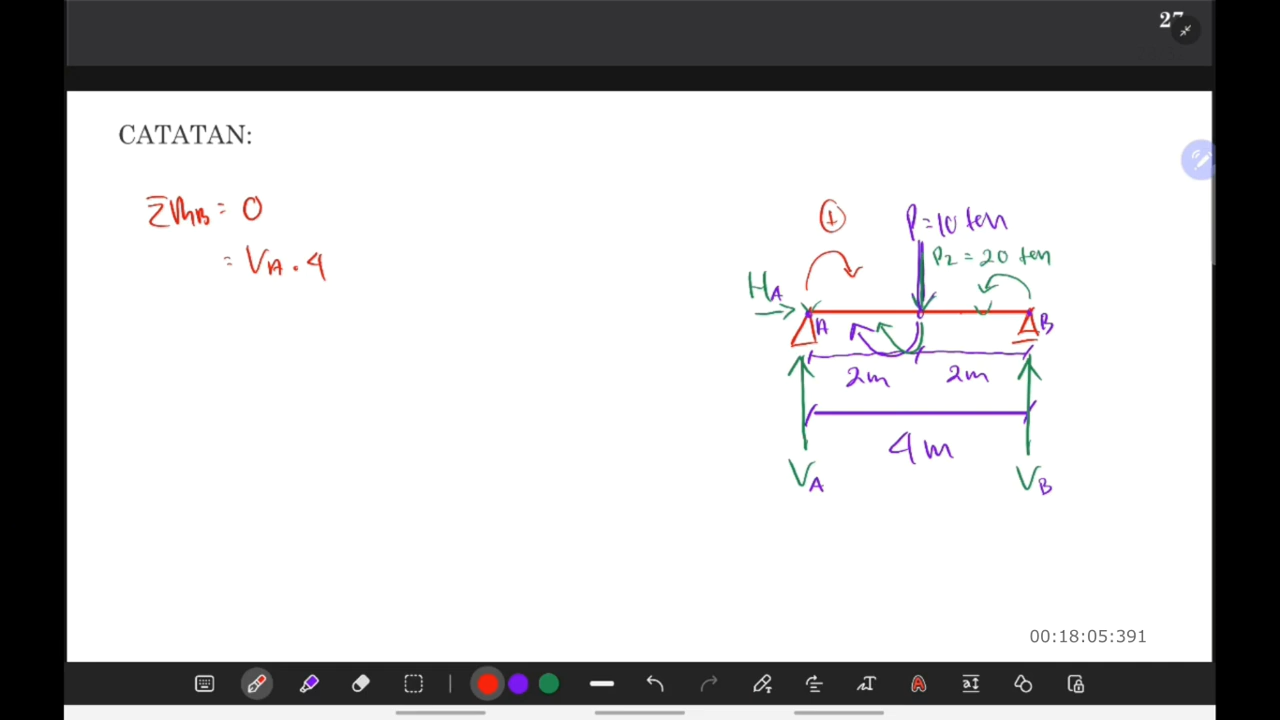 27
CATATAN:
ΣMB = 0
= VA . 4
+
P=10 ton
P2 = 20 ton
HA
A
B
2m
2m
4m
VA
VB
00:18:05:391